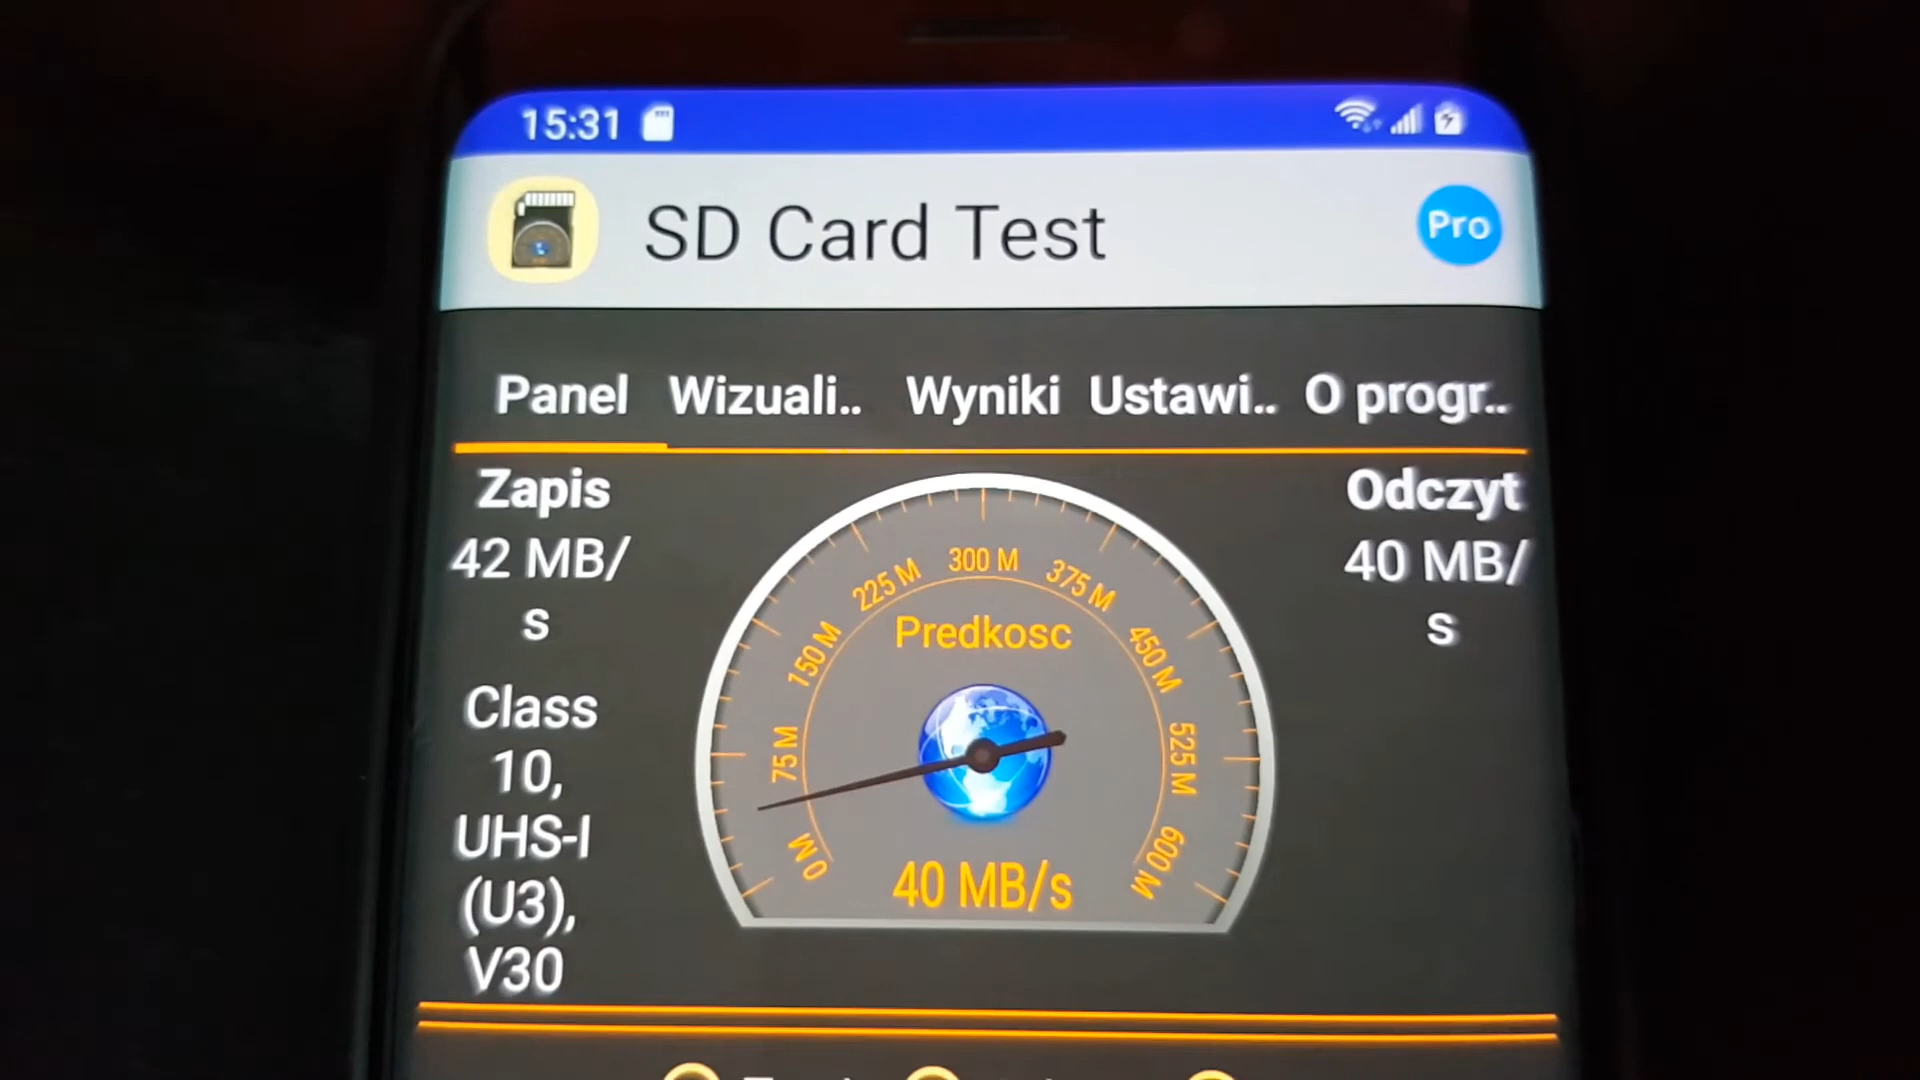 15:31
SD Card Test
Pro
Panel Wizuali.. Wyniki Ustawi.. O progr..
Zapis
42 MB/
s
Class
10,
UHS-I
(U3),
V30
0 M
75 M
150 M
225 M
300 M
375 M
450 M
525 M
600 M
Predkosc
40 MB/s
Odczyt
40 MB/
s